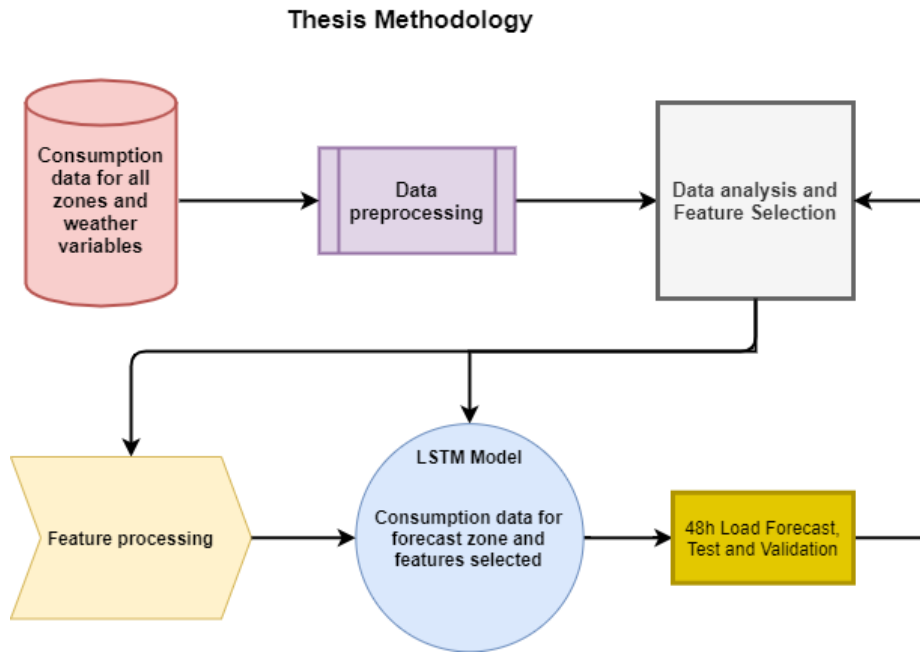 Thesis Methodology
Consumption
data for all
zones and
weather
variables
Data
preprocessing
Data analysis and
Feature Selection
Feature processing
LSTM Model
Consumption data for
forecast zone and
features selected
48h Load Forecast,
Test and Validation